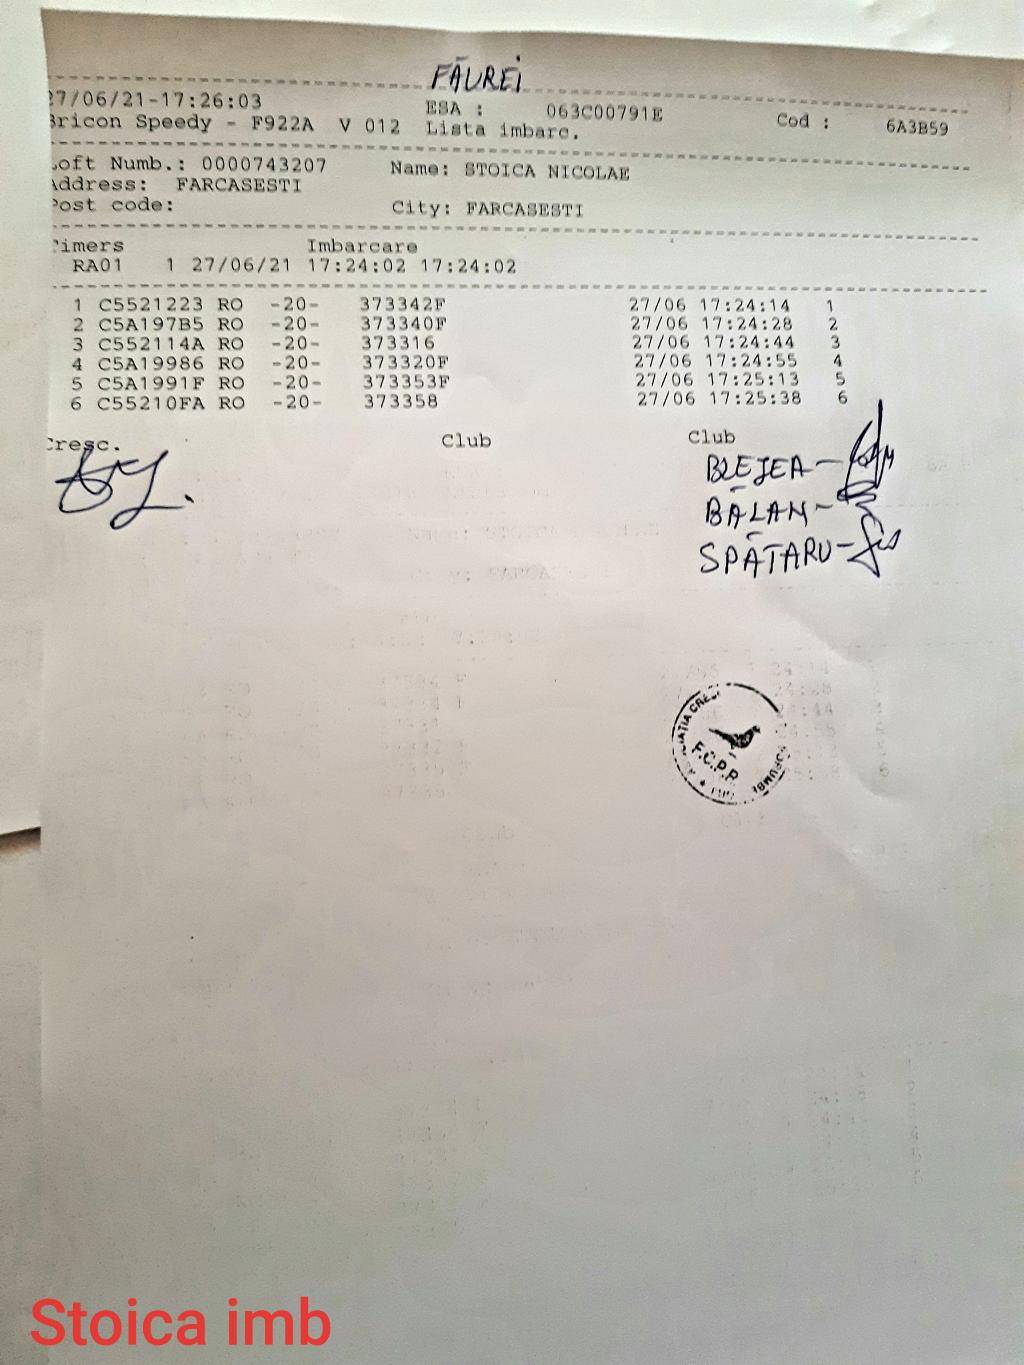 FĂUREI
27/06/21-17:26:03 ESA : 063C00791E Cod : 6A3B59
Bricon Speedy - F922A V 012 Lista imbarc.
Loft Numb.: 0000743207 Name: STOICA NICOLAE
Address: FARCASESTI
Post code: City: FARCASESTI
Timers Imbarcare
RA01 1 27/06/21 17:24:02 17:24:02
1 C5521223 RO -20- 373342F 27/06 17:24:14 1
2 C5A197B5 RO -20- 373340F 27/06 17:24:28 2
3 C552114A RO -20- 373316 27/06 17:24:44 3
4 C5A19986 RO -20- 373320F 27/06 17:24:55 4
5 C5A1991F RO -20- 373353F 27/06 17:25:13 5
6 C55210FA RO -20- 373358 27/06 17:25:38 6
Cresc. Club Club
BLEJEA -
BĂLAN -
SPĂTARU -
F.C.P.R
Stoica imb